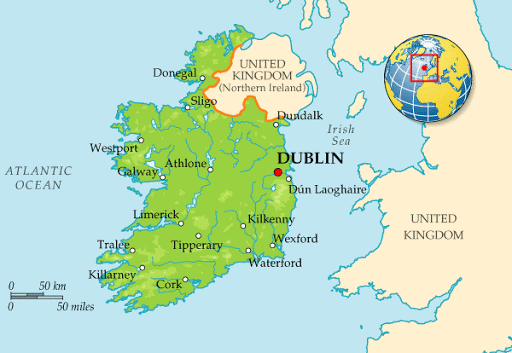 UNITED
KINGDOM
(Northern Ireland)
Donegal
Sligo
Dundalk
Irish
Sea
Westport
Athlone
DUBLIN
Galway
ATLANTIC
OCEAN
Dún Laoghaire
Limerick
Kilkenny
UNITED
KINGDOM
Tralee
Tipperary
Wexford
Killarney
Waterford
Cork
0 50 km
0 50 miles